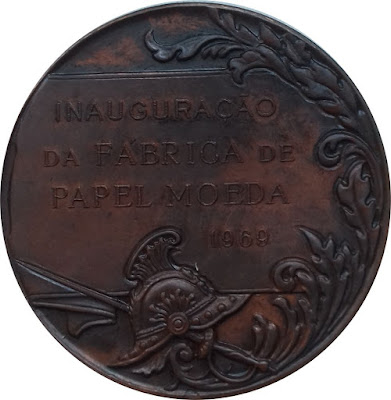 INAUGURAÇÃO
DA FÁBRICA DE
PAPEL MOEDA
1969